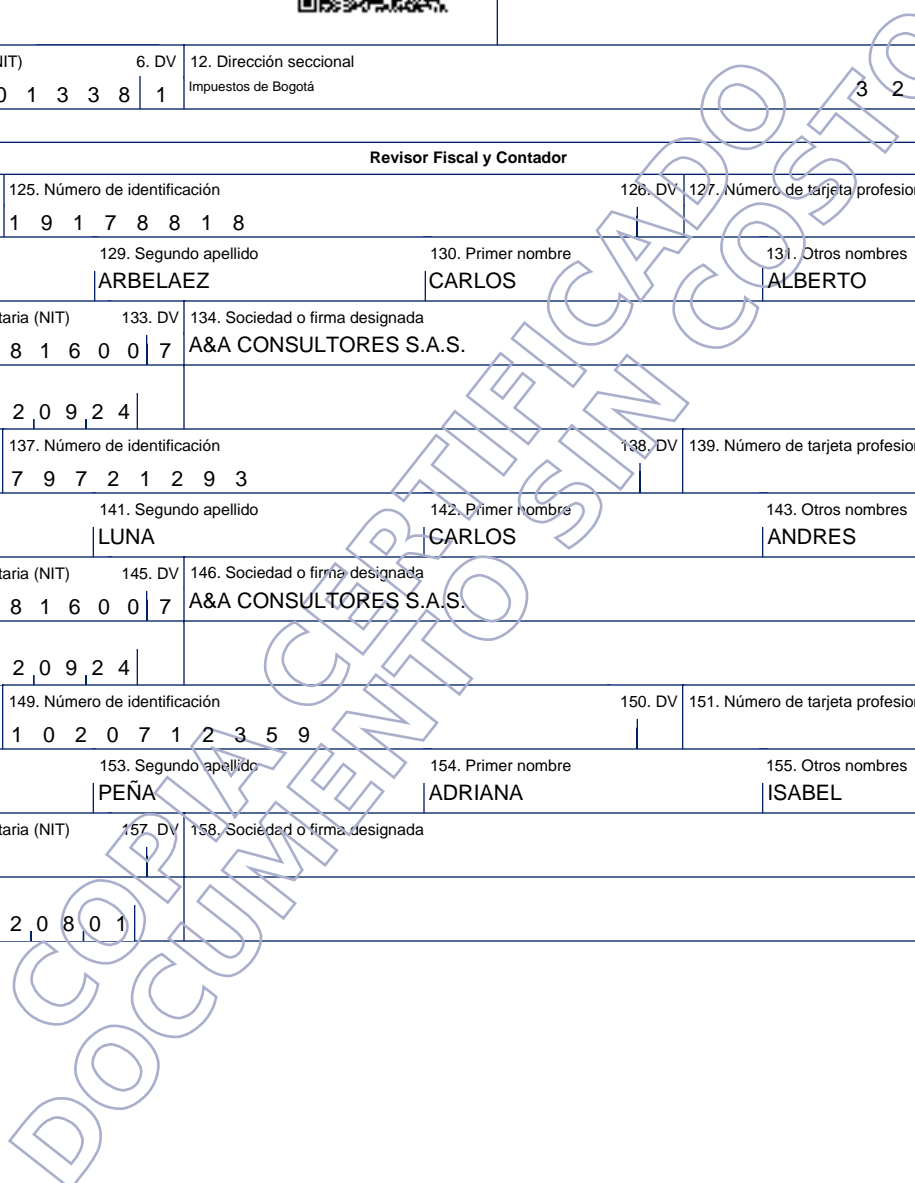 NIT) 6. DV 12. Dirección seccional
0 1 3 3 8 1 Impuestos de Bogotá 3 2
Revisor Fiscal y Contador
125. Número de identificación 126. DV 127. Número de tarjeta profesion
1 9 1 7 8 8 1 8
129. Segundo apellido 130. Primer nombre 131. Otros nombres
ARBELAEZ CARLOS ALBERTO
taria (NIT) 133. DV 134. Sociedad o firma designada
8 1 6 0 0 7 A&A CONSULTORES S.A.S.
2 0 9 2 4
137. Número de identificación 138. DV 139. Número de tarjeta profesion
7 9 7 2 1 2 9 3
141. Segundo apellido 142. Primer nombre 143. Otros nombres
LUNA CARLOS ANDRES
taria (NIT) 145. DV 146. Sociedad o firma designada
8 1 6 0 0 7 A&A CONSULTORES S.A.S.
2 0 9 2 4
149. Número de identificación 150. DV 151. Número de tarjeta profesion
1 0 2 0 7 1 2 3 5 9
153. Segundo apellido 154. Primer nombre 155. Otros nombres
PEÑA ADRIANA ISABEL
taria (NIT) 157. DV 158. Sociedad o firma designada
2 0 8 0 1
COPIA CERTIFICADO
DOCUMENTO SIN COSTO